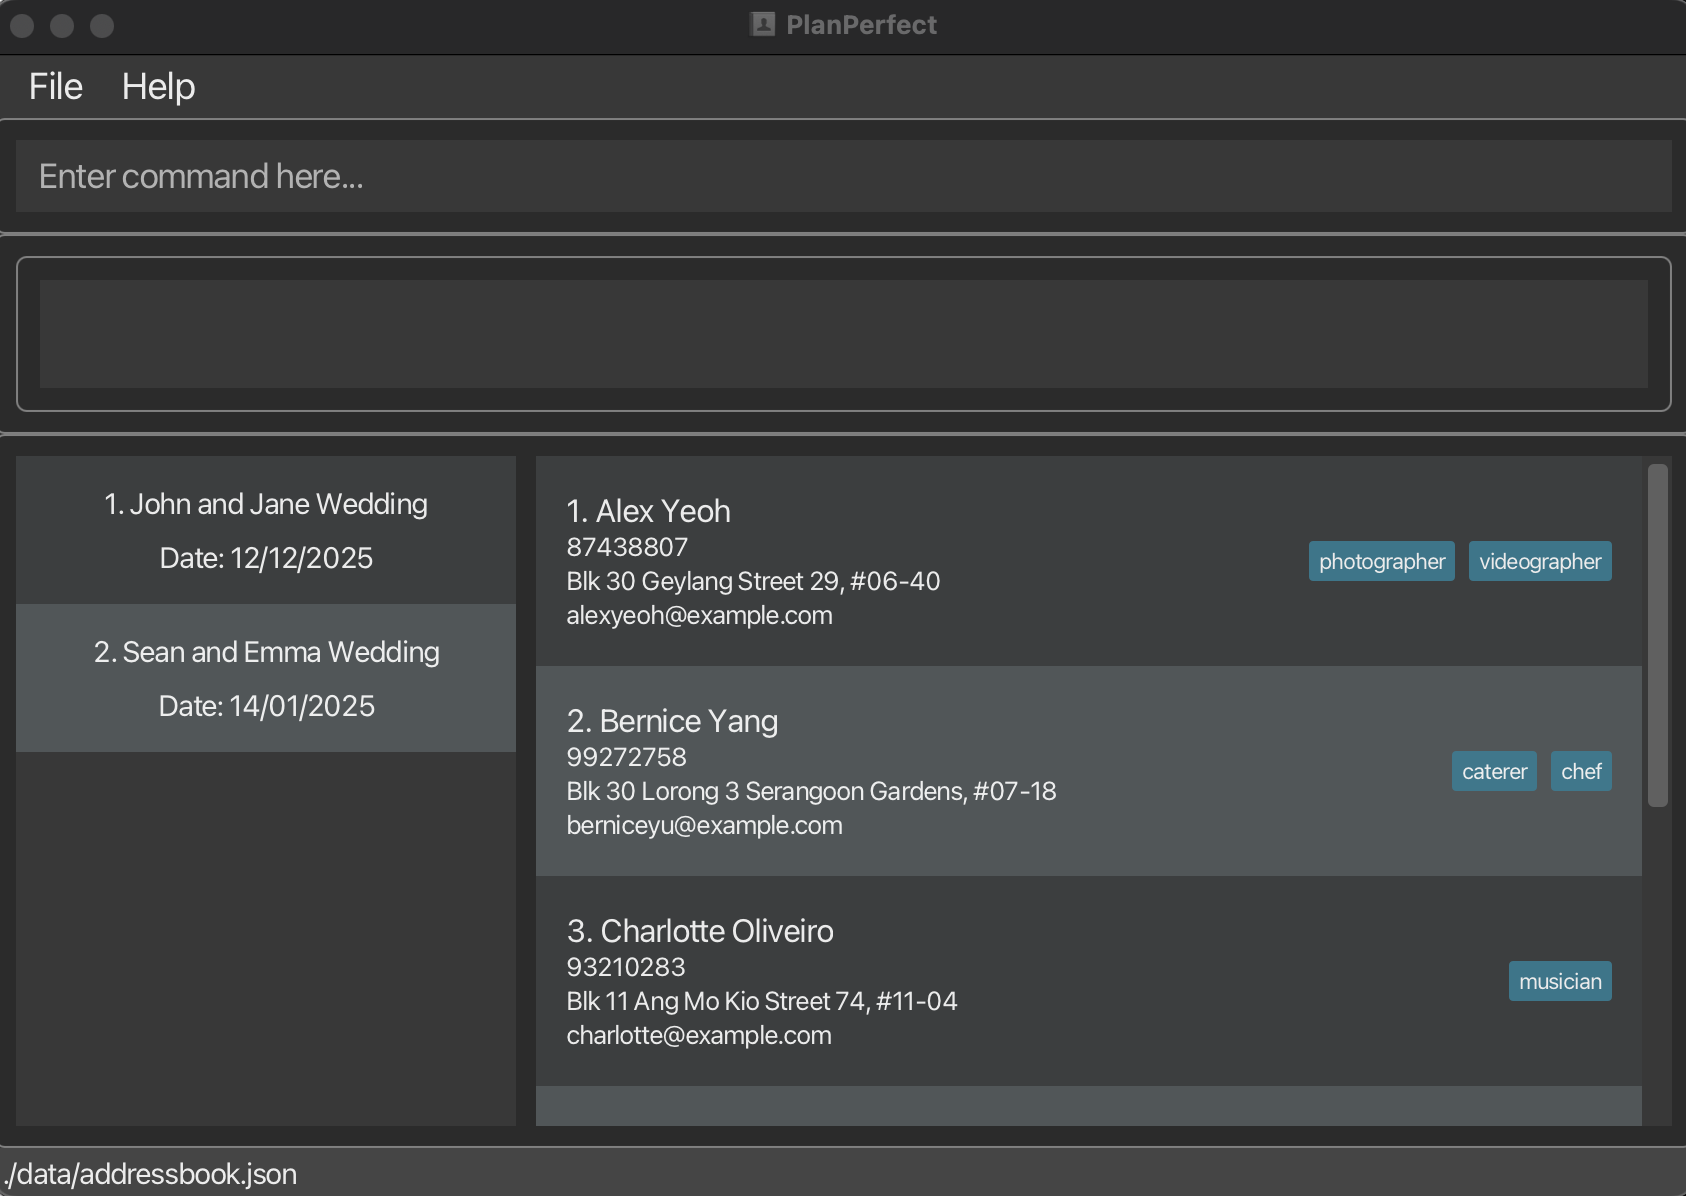 PlanPerfect
File Help
Enter command here...
1. John and Jane Wedding
Date: 12/12/2025
2. Sean and Emma Wedding
Date: 14/01/2025
1. Alex Yeoh
87438807
Blk 30 Geylang Street 29, #06-40
alexyeoh@example.com
photographer videographer
2. Bernice Yang
99272758
Blk 30 Lorong 3 Serangoon Gardens, #07-18
berniceyu@example.com
caterer chef
3. Charlotte Oliveiro
93210283
Blk 11 Ang Mo Kio Street 74, #11-04
charlotte@example.com
musician
./data/addressbook.json